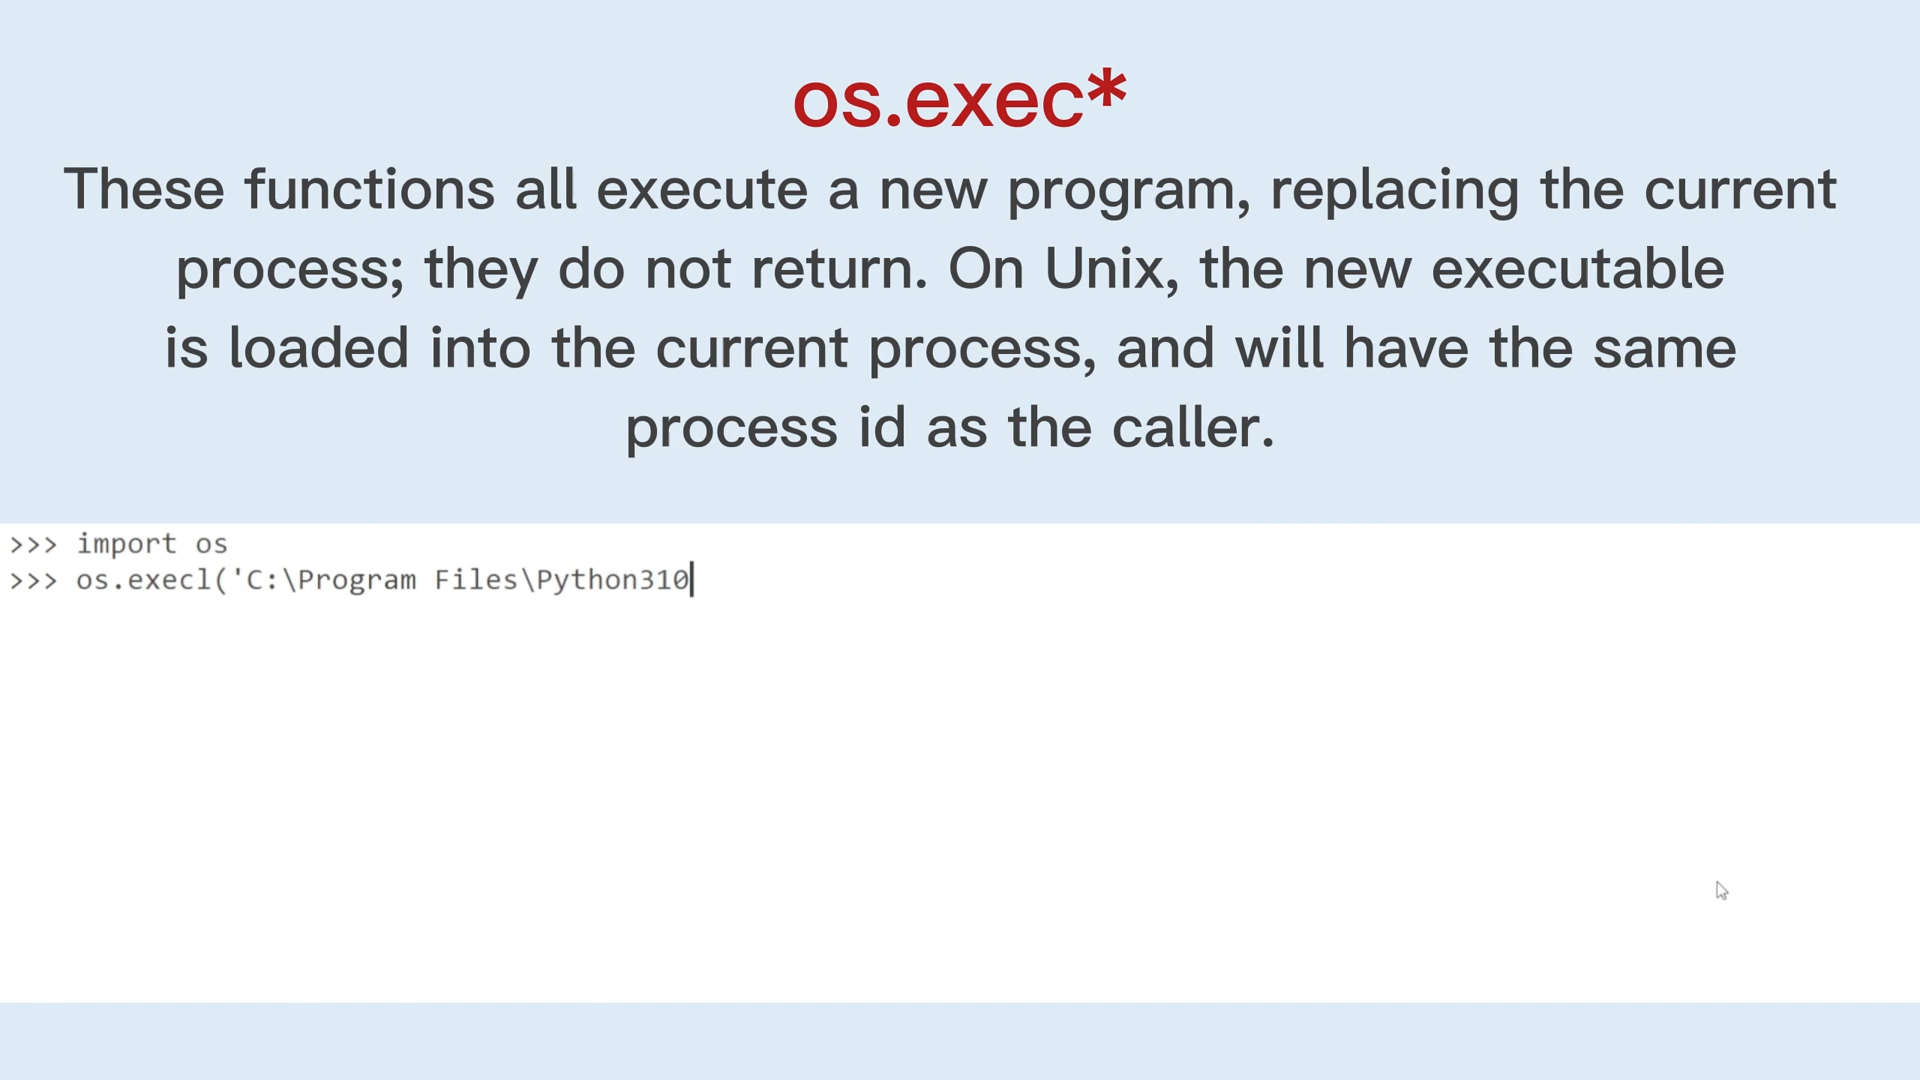 os.exec*
These functions all execute a new program, replacing the current
process; they do not return. On Unix, the new executable
is loaded into the current process, and will have the same
process id as the caller.
>>> import os
>>> os.execl('C:\Program Files\Python310